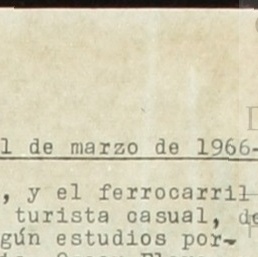 1 de marzo de 1966-
, y el ferrocarril
turista casual, de
gún estudios por-